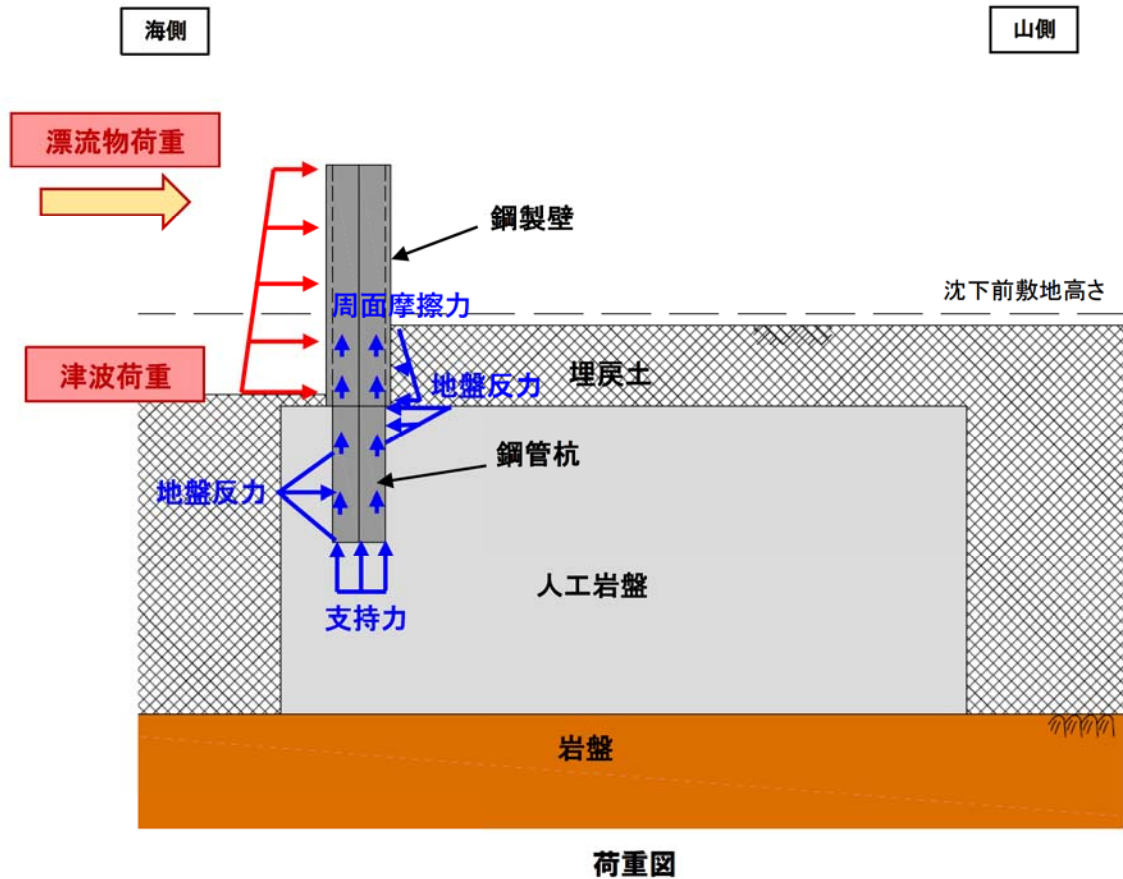 海側
山側
漂流物荷重
鋼製壁
沈下前敷地高さ
周面摩擦力
津波荷重
埋戻土
地盤反力
鋼管杭
地盤反力
人工岩盤
支持力
岩盤
荷重図